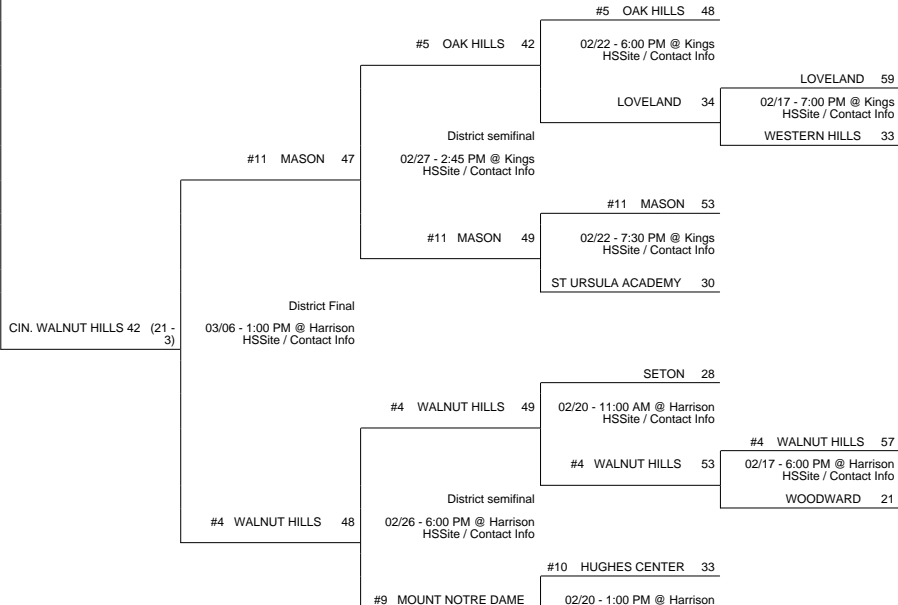 #5 OAK HILLS 48
#5 OAK HILLS 42
02/22 - 6:00 PM @ Kings
HSSite / Contact Info
LOVELAND 59
LOVELAND 34
02/17 - 7:00 PM @ Kings
HSSite / Contact Info
WESTERN HILLS 33
District semifinal
#11 MASON 47
02/27 - 2:45 PM @ Kings
HSSite / Contact Info
#11 MASON 53
#11 MASON 49
02/22 - 7:30 PM @ Kings
HSSite / Contact Info
ST URSULA ACADEMY 30
District Final
CIN. WALNUT HILLS 42 (21 -
3)
03/06 - 1:00 PM @ Harrison
HSSite / Contact Info
SETON 28
#4 WALNUT HILLS 49
02/20 - 11:00 AM @ Harrison
HSSite / Contact Info
#4 WALNUT HILLS 57
#4 WALNUT HILLS 53
02/17 - 6:00 PM @ Harrison
HSSite / Contact Info
WOODWARD 21
District semifinal
#4 WALNUT HILLS 48
02/26 - 6:00 PM @ Harrison
HSSite / Contact Info
#10 HUGHES CENTER 33
#9 MOUNT NOTRE DAME
02/20 - 1:00 PM @ Harrison